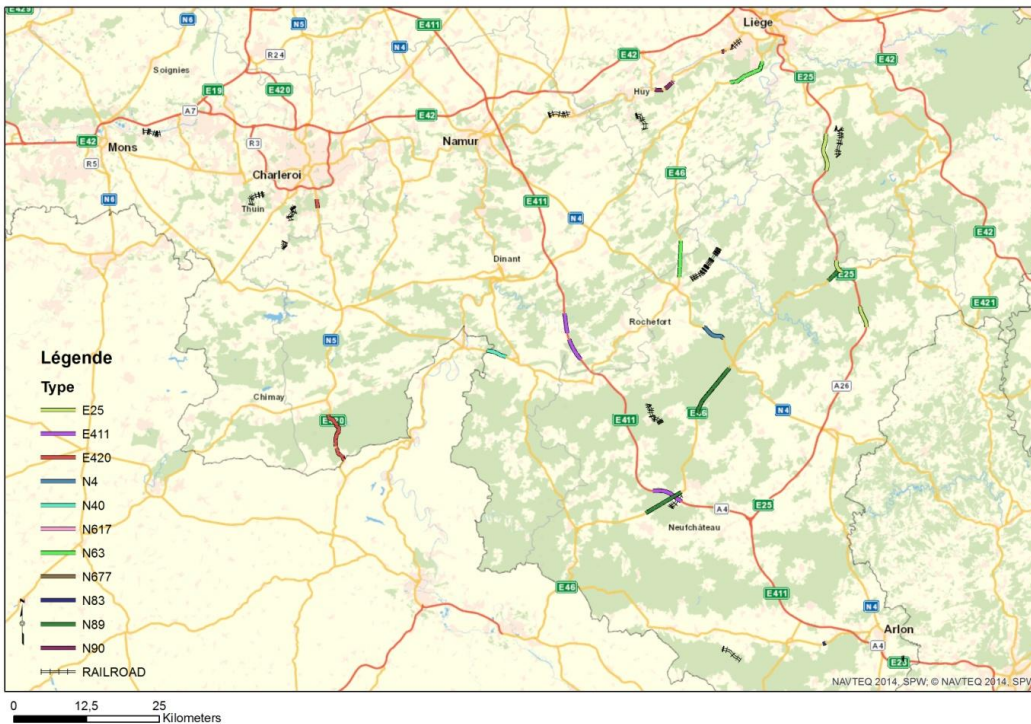 E429
N6
N5
N4
E411
Liège
R24
E42
E42
Soignies
E19
E420
E25
Huy
A7
E42
Mons
R3
Namur
E42
R5
Charleroi
E46
N6
Thuin
E411
N4
E42
Dinant
E25
E421
Rochefort
N5
Légende
A26
Type
Chimay
N4
E25
E411
E46
E411
E420
N4
N40
E25
A4
N617
Neufchâteau
N63
N677
E46
E411
N83
N4
N89
Arlon
N90
A4
RAILROAD
NAVTEQ 2014, SPW; © NAVTEQ 2014, SPW
0 12,5 25
Kilometers